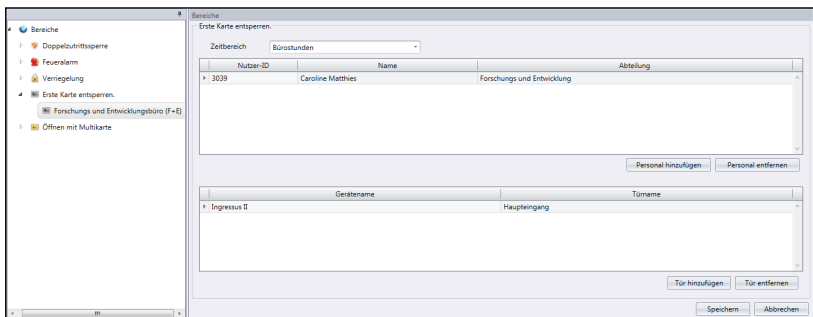 Bereiche
Doppelzutrittssperre
Feueralarm
Verriegelung
Erste Karte entsperren.
Forschungs und Entwicklungsbüro (F+E)
Öffnen mit Multikarte
Bereiche
Erste Karte entsperren.
Zeitbereich Bürostunden
Nutzer-ID Name Abteilung
3039 Caroline Matthies Forschungs und Entwicklung
Personal hinzufügen Personal entfernen
Gerätename Türname
Ingressus II Haupteingang
Tür hinzufügen Tür entfernen
Speichern Abbrechen